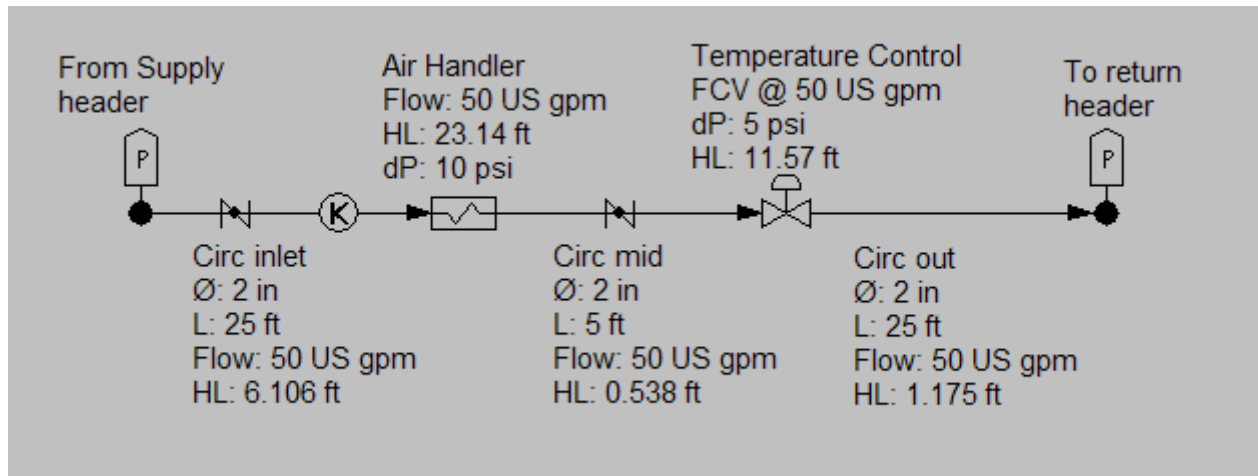 From Supply
header
P
Air Handler
Flow: 50 US gpm
HL: 23.14 ft
dP: 10 psi
Temperature Control
FCV @ 50 US gpm
dP: 5 psi
HL: 11.57 ft
To return
header
P
K
Circ inlet
Ø: 2 in
L: 25 ft
Flow: 50 US gpm
HL: 6.106 ft
Circ mid
Ø: 2 in
L: 5 ft
Flow: 50 US gpm
HL: 0.538 ft
Circ out
Ø: 2 in
L: 25 ft
Flow: 50 US gpm
HL: 1.175 ft